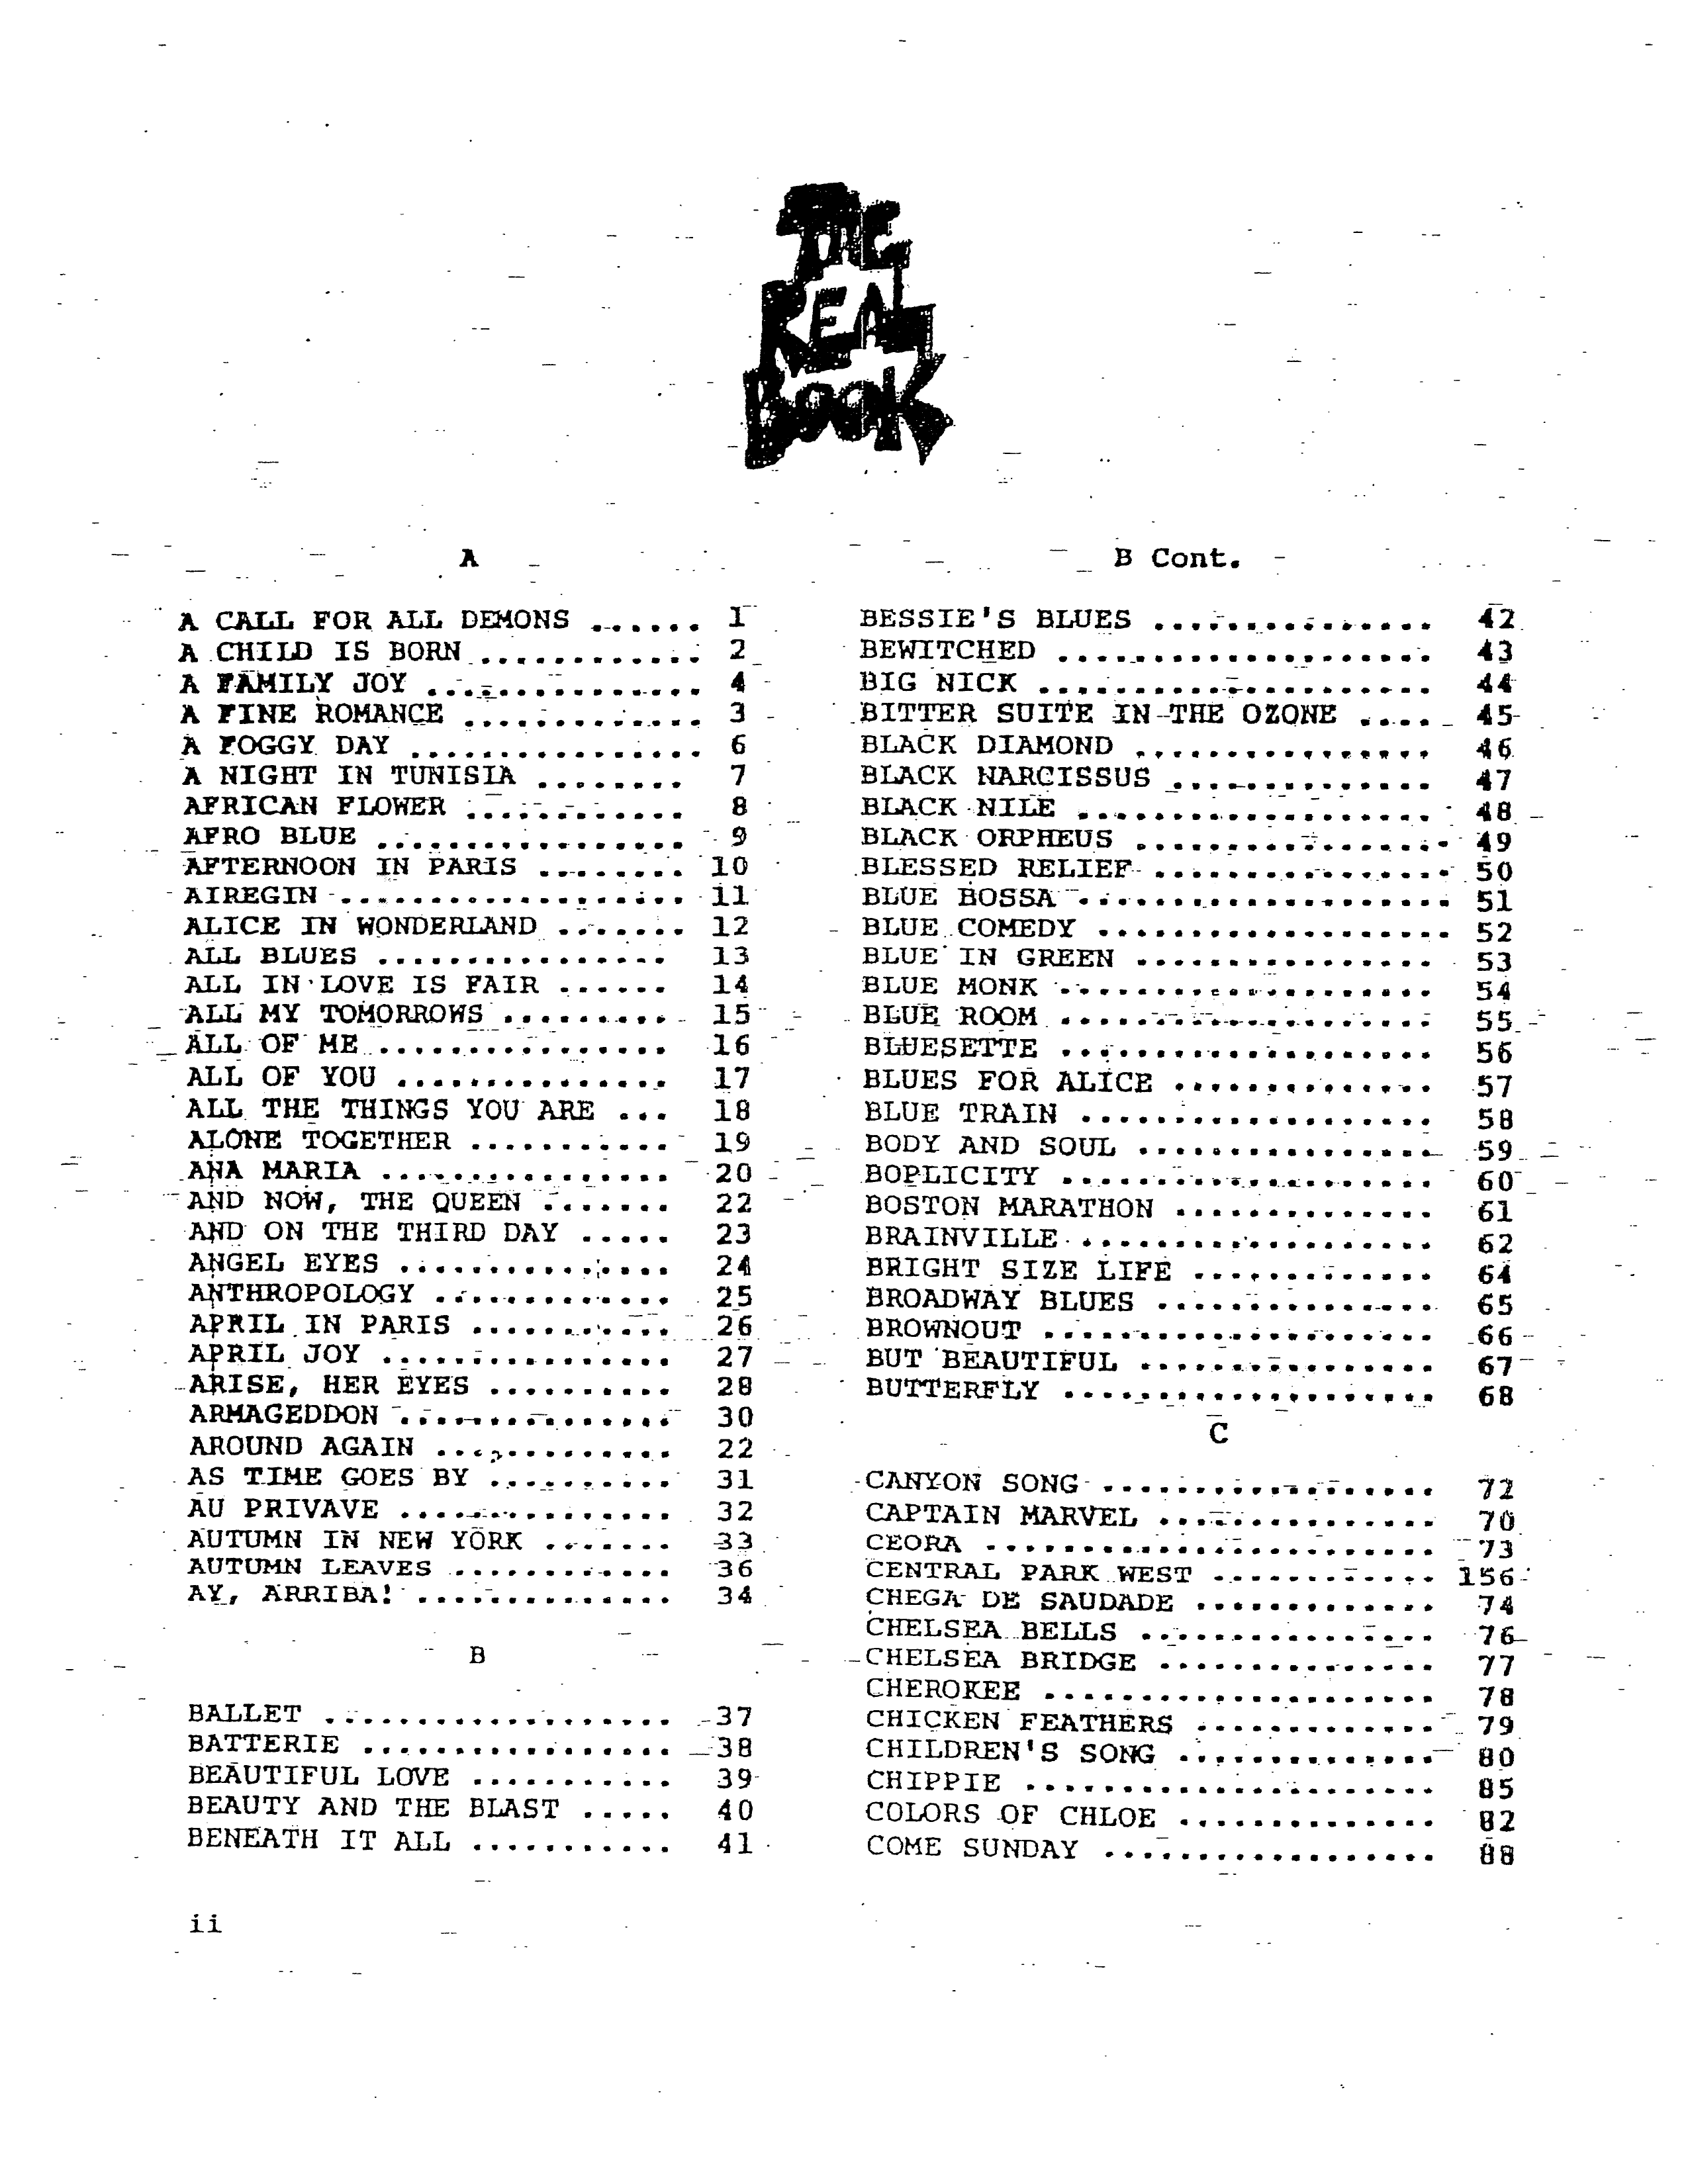 THE
REAL
BOOK
A
A CALL FOR ALL DEMONS ...... 1
A CHILD IS BORN ............ 2
A FAMILY JOY ............... 4
A FINE ROMANCE ............. 3
A FOGGY DAY ................ 6
A NIGHT IN TUNISIA ........ 7
AFRICAN FLOWER ............ 8
AFRO BLUE ................. 9
AFTERNOON IN PARIS ........ 10
AIREGIN ................... 11
ALICE IN WONDERLAND ....... 12
ALL BLUES ................ 13
ALL IN LOVE IS FAIR ...... 14
ALL MY TOMORROWS ......... 15
ALL OF ME ................ 16
ALL OF YOU ............... 17
ALL THE THINGS YOU ARE ... 18
ALONE TOGETHER ........... 19
ANA MARIA ................ 20
AND NOW, THE QUEEN ....... 22
AND ON THE THIRD DAY ..... 23
ANGEL EYES ............... 24
ANTHROPOLOGY ............. 25
APRIL IN PARIS ........... 26
APRIL JOY ................ 27
ARISE, HER EYES .......... 28
ARMAGEDDON ............... 30
AROUND AGAIN ............. 22
AS TIME GOES BY .......... 31
AU PRIVAVE ............... 32
AUTUMN IN NEW YORK ....... 33
AUTUMN LEAVES ............ 36
AY, ARRIBA! .............. 34
B
BALLET ................... 37
BATTERIE ................. 38
BEAUTIFUL LOVE ........... 39
BEAUTY AND THE BLAST ..... 40
BENEATH IT ALL ........... 41
B Cont.
BESSIE'S BLUES ............... 42
BEWITCHED .................... 43
BIG NICK ..................... 44
BITTER SUITE IN THE OZONE .... 45
BLACK DIAMOND ................ 46
BLACK NARCISSUS .............. 47
BLACK NILE ................... 48
BLACK ORPHEUS ................. 49
BLESSED RELIEF ................ 50
BLUE BOSSA .................... 51
BLUE COMEDY ................... 52
BLUE IN GREEN ................ 53
BLUE MONK .................... 54
BLUE ROOM .................... 55
BLUESETTE .................... 56
BLUES FOR ALICE .............. 57
BLUE TRAIN ................... 58
BODY AND SOUL ................ 59
BOPLICITY .................... 60
BOSTON MARATHON .............. 61
BRAINVILLE ................... 62
BRIGHT SIZE LIFE ............. 64
BROADWAY BLUES ............... 65
BROWNOUT ..................... 66
BUT BEAUTIFUL ................ 67
BUTTERFLY .................... 68
C
CANYON SONG .................. 72
CAPTAIN MARVEL ............... 70
CEORA ........................ 73
CENTRAL PARK WEST ............ 156
CHEGA DE SAUDADE ............. 74
CHELSEA BELLS ................ 76
CHELSEA BRIDGE ............... 77
CHEROKEE ..................... 78
CHICKEN FEATHERS ............. 79
CHILDREN'S SONG .............. 80
CHIPPIE ...................... 85
COLORS OF CHLOE .............. 82
COME SUNDAY .................. 88
ii